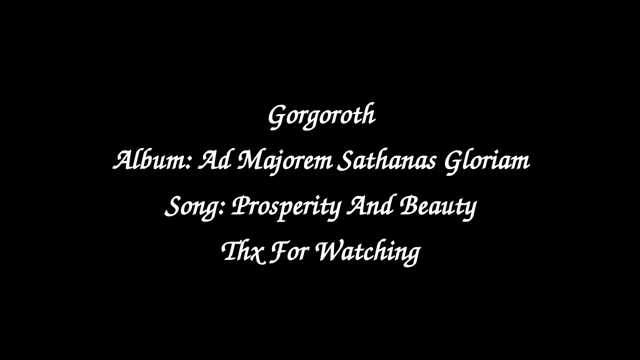 Gorgoroth
Album: Ad Majorem Sathanas Gloriam
Song: Prosperity And Beauty
Thx For Watching